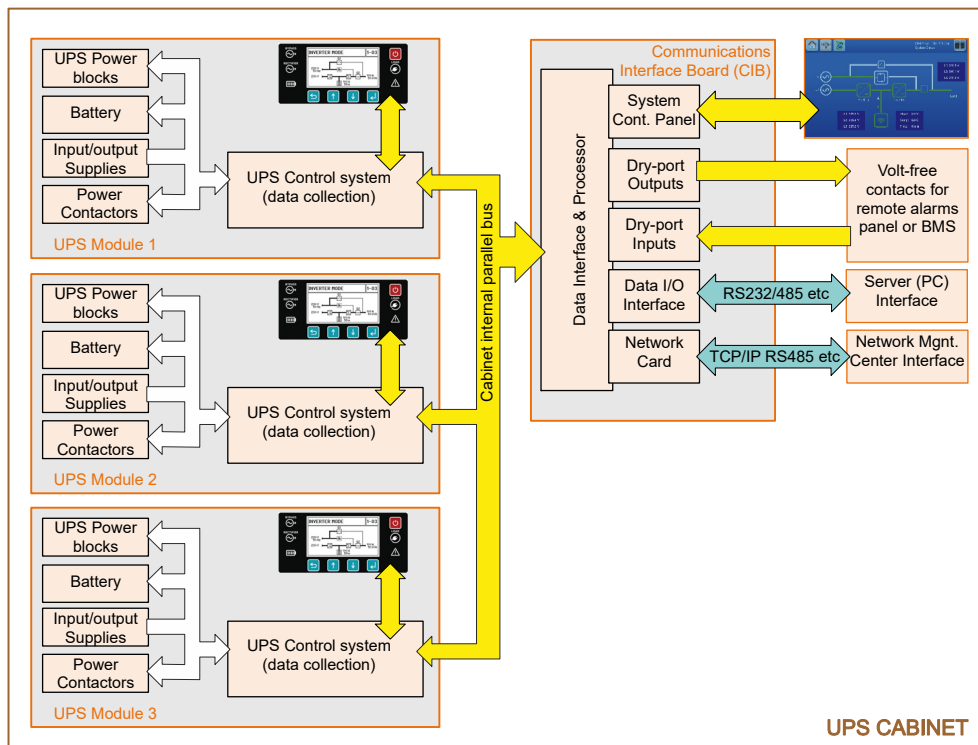 UPS Power
blocks
Battery
Input/output
Supplies
Power
Contactors
INVERTER MODE
UPS Control system
(data collection)
UPS Module 1
UPS Power
blocks
Battery
Input/output
Supplies
Power
Contactors
INVERTER MODE
UPS Control system
(data collection)
UPS Module 2
UPS Power
blocks
Battery
Input/output
Supplies
Power
Contactors
INVERTER MODE
UPS Control system
(data collection)
UPS Module 3
Cabinet internal parallel bus
Communications
Interface Board (CIB)
Data Interface & Processor
System
Cont. Panel
Dry-port
Outputs
Dry-port
Inputs
Data I/O
Interface
Network
Card
Volt-free
contacts for
remote alarms
panel or BMS
RS232/485 etc
Server (PC)
Interface
TCP/IP RS485 etc
Network Mgnt.
Center Interface
UPS CABINET